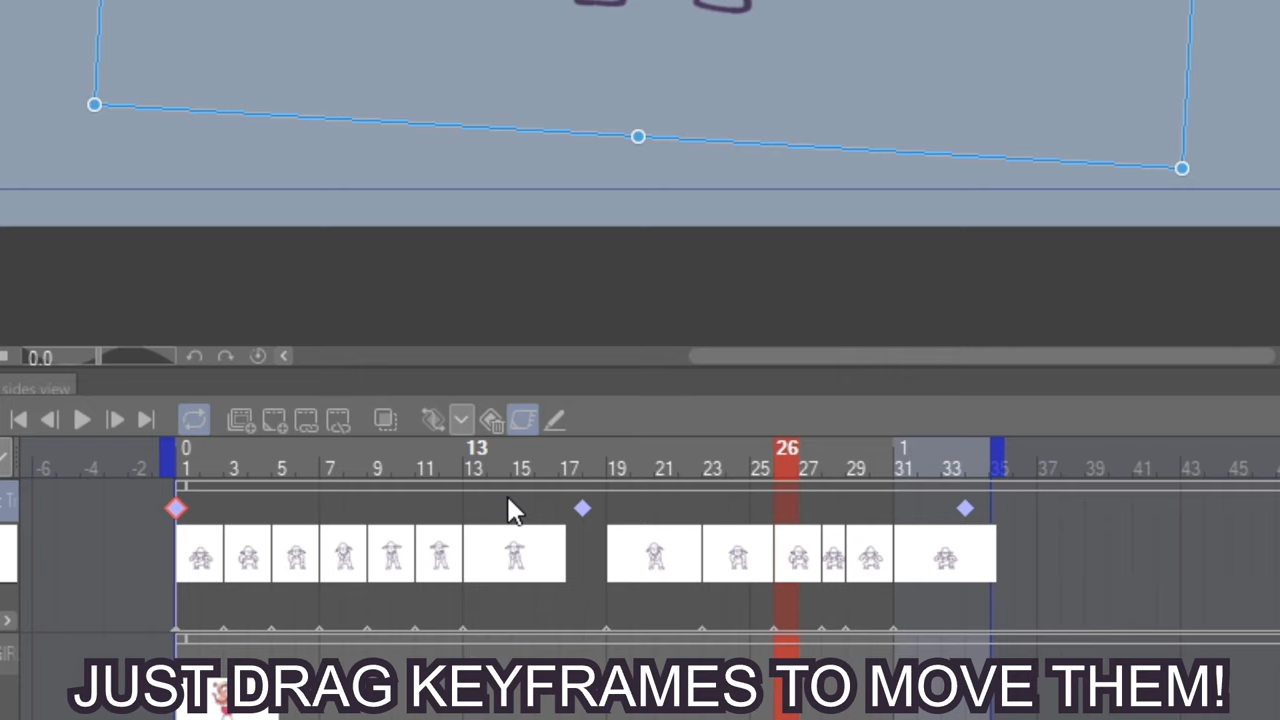 0.0
sides view
0 13 26 1
-6 -4 -2 1 3 5 7 9 11 13 15 17 19 21 23 25 27 29 31 33 35 37 39 41 43 45 47
JUST DRAG KEYFRAMES TO MOVE THEM!